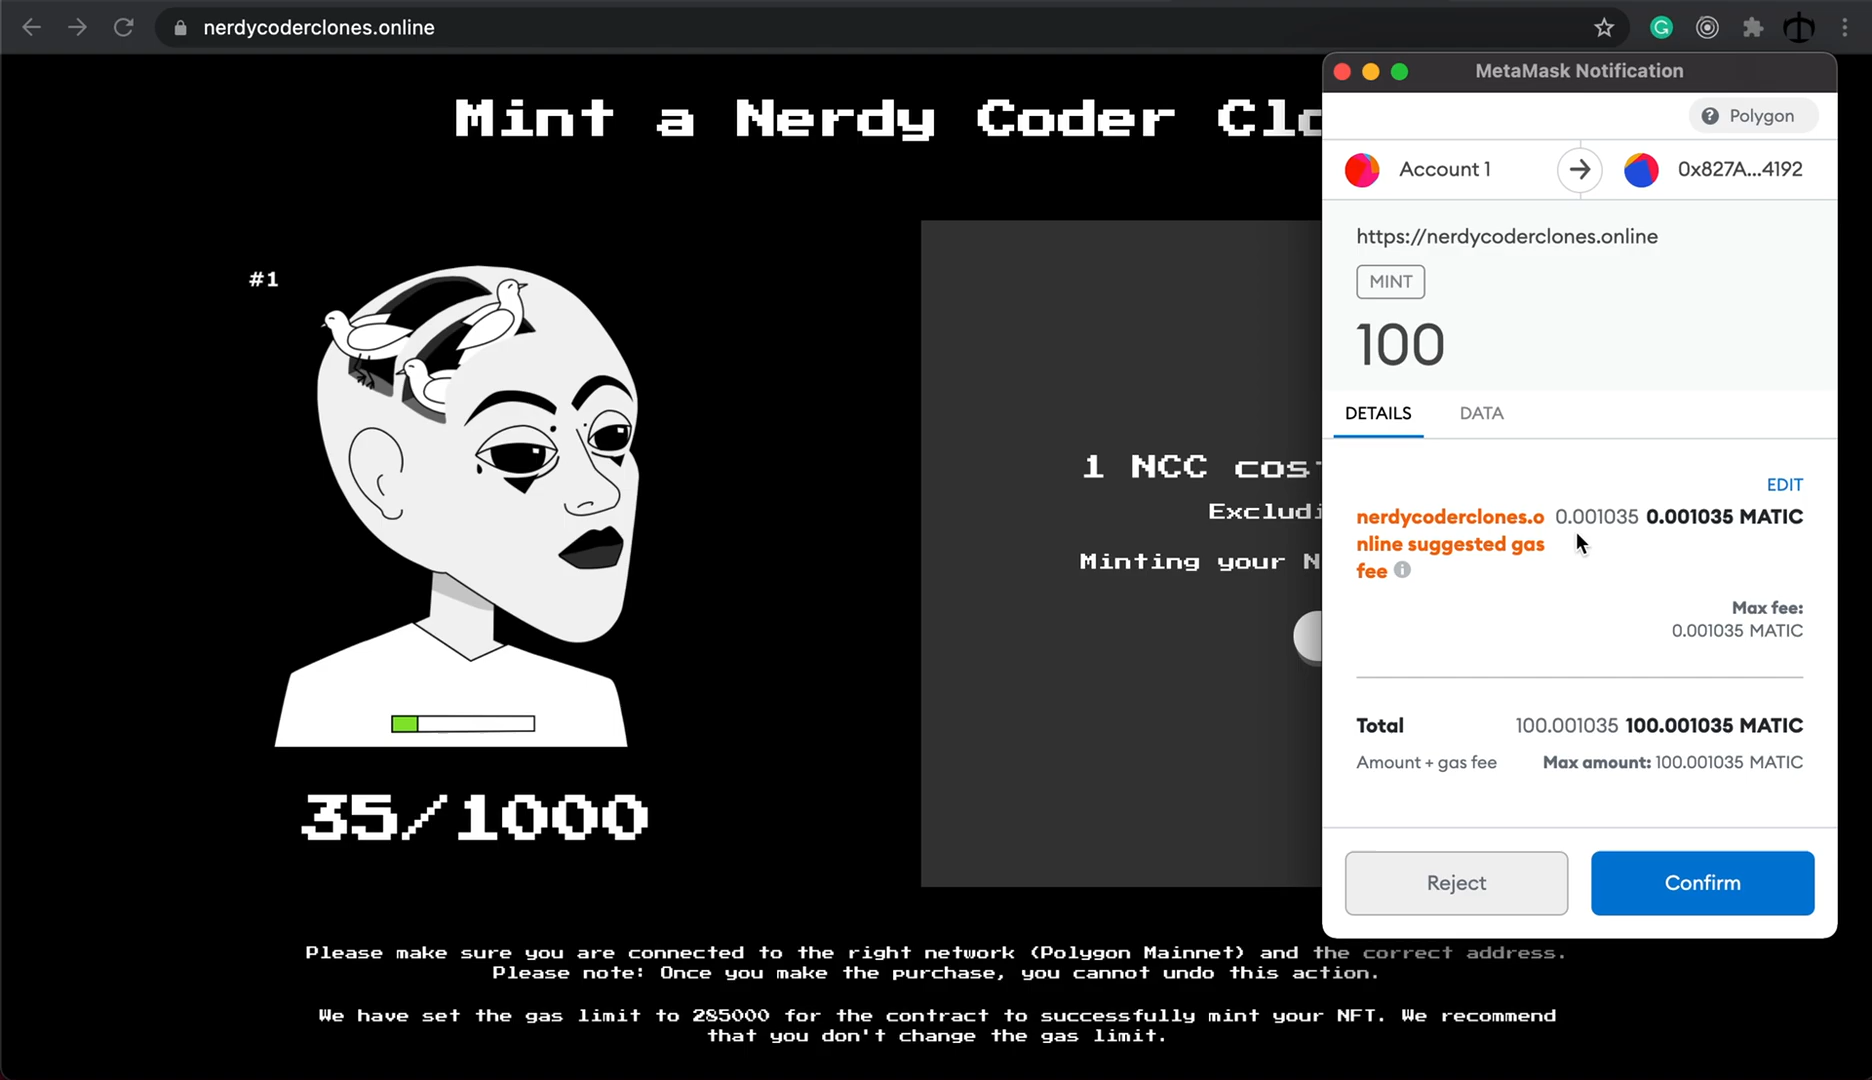 nerdycoderclones.online
MetaMask Notification
Polygon
Account 1
0x827A...4192
https://nerdycoderclones.online
MINT
100
DETAILS DATA
EDIT
nerdycoderclones.o
nline suggested gas
fee
0.001035 0.001035 MATIC
Max fee:
0.001035 MATIC
Total 100.001035 100.001035 MATIC
Amount + gas fee Max amount: 100.001035 MATIC
Reject Confirm
Mint a Nerdy Coder
#1
35/1000
1 NCC
Minting your
Please make sure you are connected to the right network (Polygon Mainnet) and the correct address.
Please note: Once you make the purchase, you cannot undo this action.
We have set the gas limit to 285000 for the contract to successfully mint your NFT. We recommend
that you don't change the gas limit.